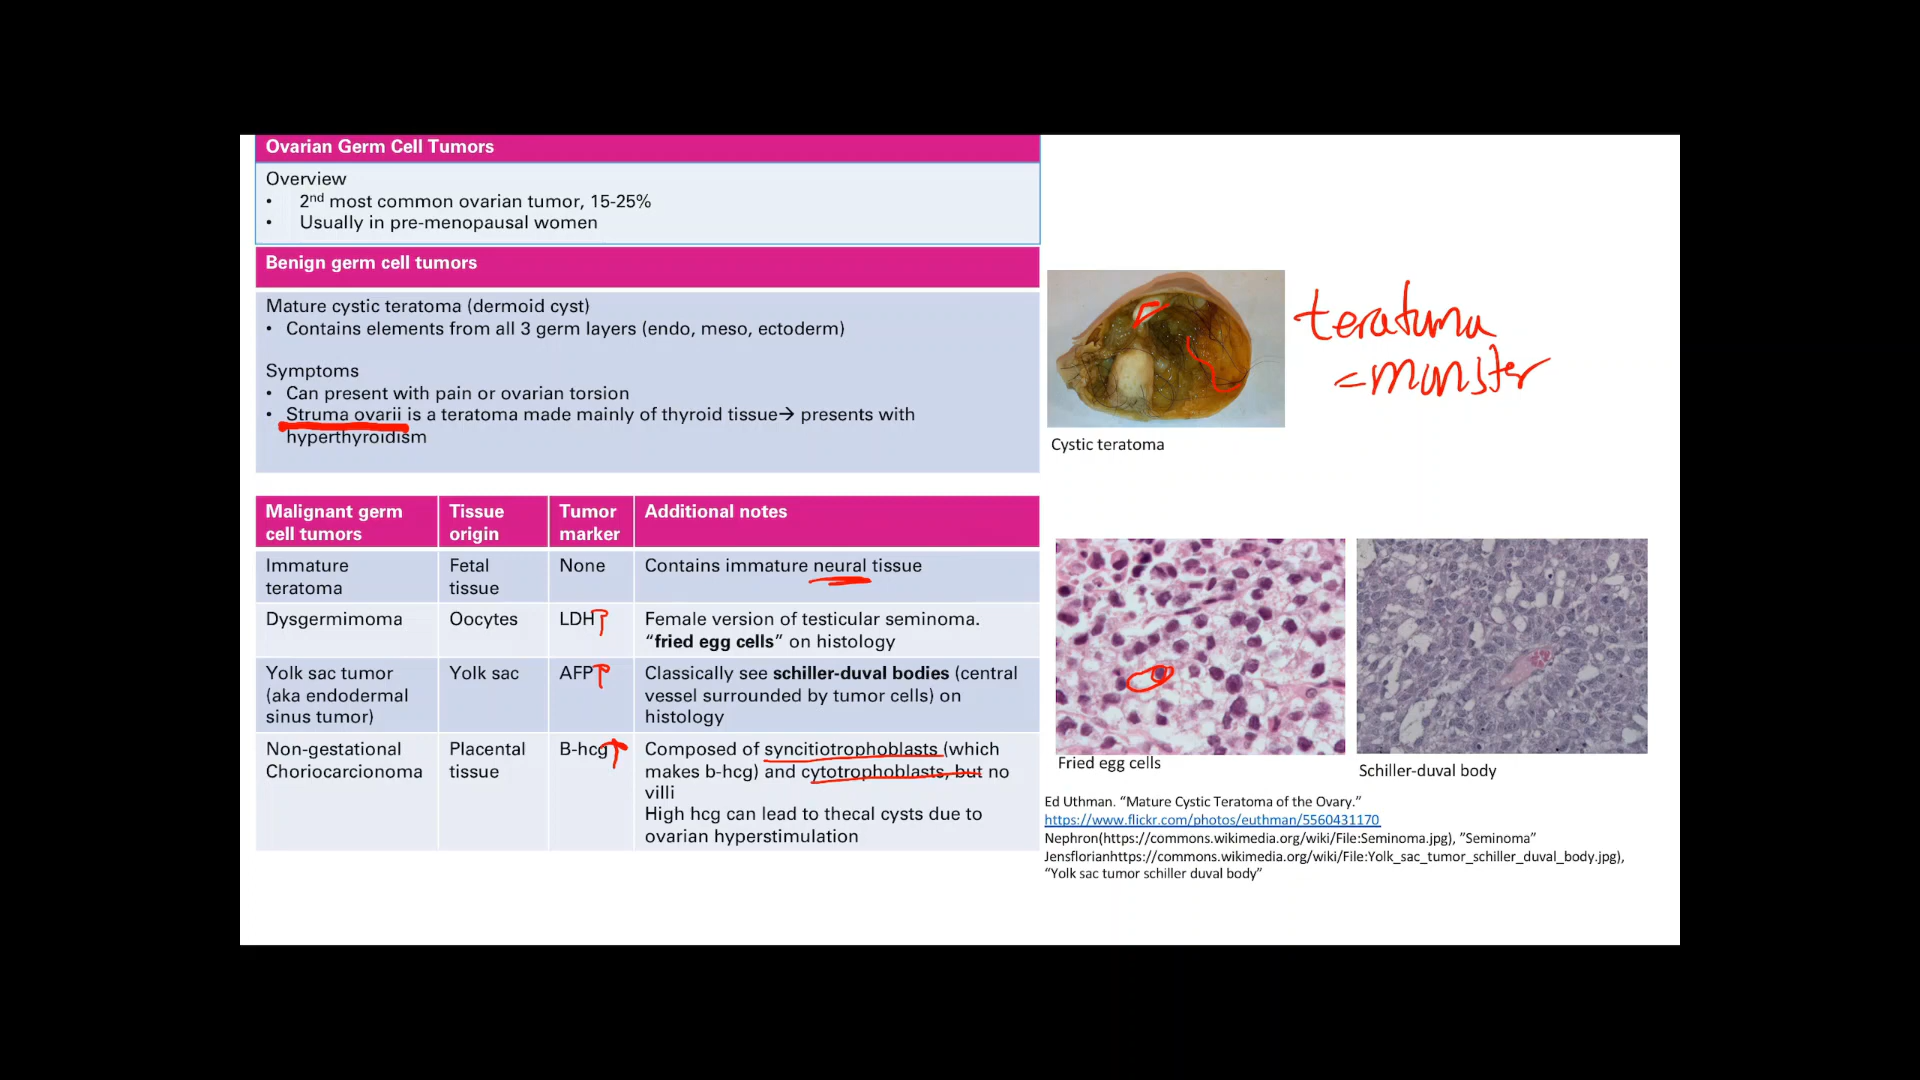 Ovarian Germ Cell Tumors
Overview
• 2nd most common ovarian tumor, 15-25%
• Usually in pre-menopausal women
Benign germ cell tumors
Mature cystic teratoma (dermoid cyst)
• Contains elements from all 3 germ layers (endo, meso, ectoderm)
Symptoms
• Can present with pain or ovarian torsion
• Struma ovarii is a teratoma made mainly of thyroid tissue→ presents with
hyperthyroidism
teratoma
=monster
Cystic teratoma
Malignant germ
cell tumors
Tissue
origin
Tumor
marker
Additional notes
Immature
teratoma
Fetal
tissue
None
Contains immature neural tissue
Dysgermimoma
Oocytes
LDH↑
Female version of testicular seminoma.
“fried egg cells” on histology
Yolk sac tumor
(aka endodermal
sinus tumor)
Yolk sac
AFP↑
Classically see schiller-duval bodies (central
vessel surrounded by tumor cells) on
histology
Non-gestational
Choriocarcionoma
Placental
tissue
B-hcg↑
Composed of syncitiotrophoblasts (which
makes b-hcg) and cytotrophoblasts, but no
villi
High hcg can lead to thecal cysts due to
ovarian hyperstimulation
Fried egg cells
Schiller-duval body
Ed Uthman. “Mature Cystic Teratoma of the Ovary.”
https://www.flickr.com/photos/euthman/5560431170
Nephron(https://commons.wikimedia.org/wiki/File:Seminoma.jpg), ”Seminoma”
Jensflorianhttps://commons.wikimedia.org/wiki/File:Yolk_sac_tumor_schiller_duval_body.jpg),
“Yolk sac tumor schiller duval body”